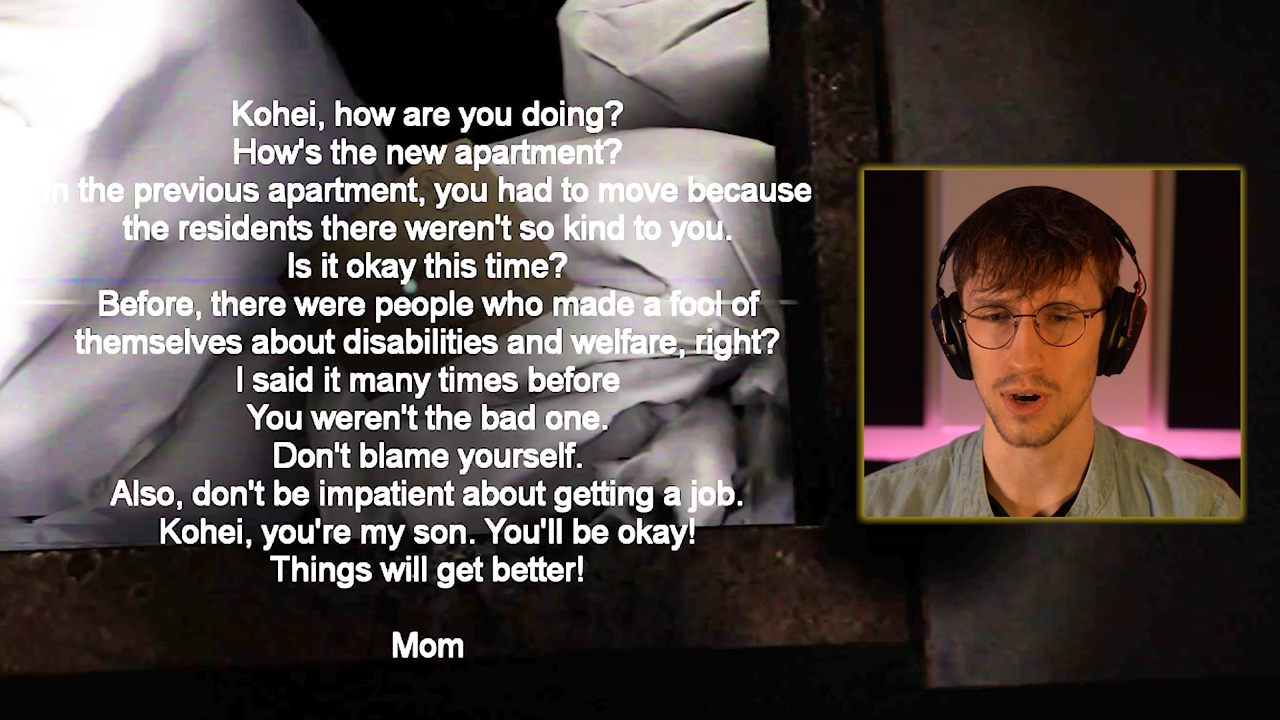 Kohei, how are you doing?
How's the new apartment?
In the previous apartment, you had to move because
the residents there weren't so kind to you.
Is it okay this time?
Before, there were people who made a fool of
themselves about disabilities and welfare, right?
I said it many times before
You weren't the bad one.
Don't blame yourself.
Also, don't be impatient about getting a job.
Kohei, you're my son. You'll be okay!
Things will get better!
Mom